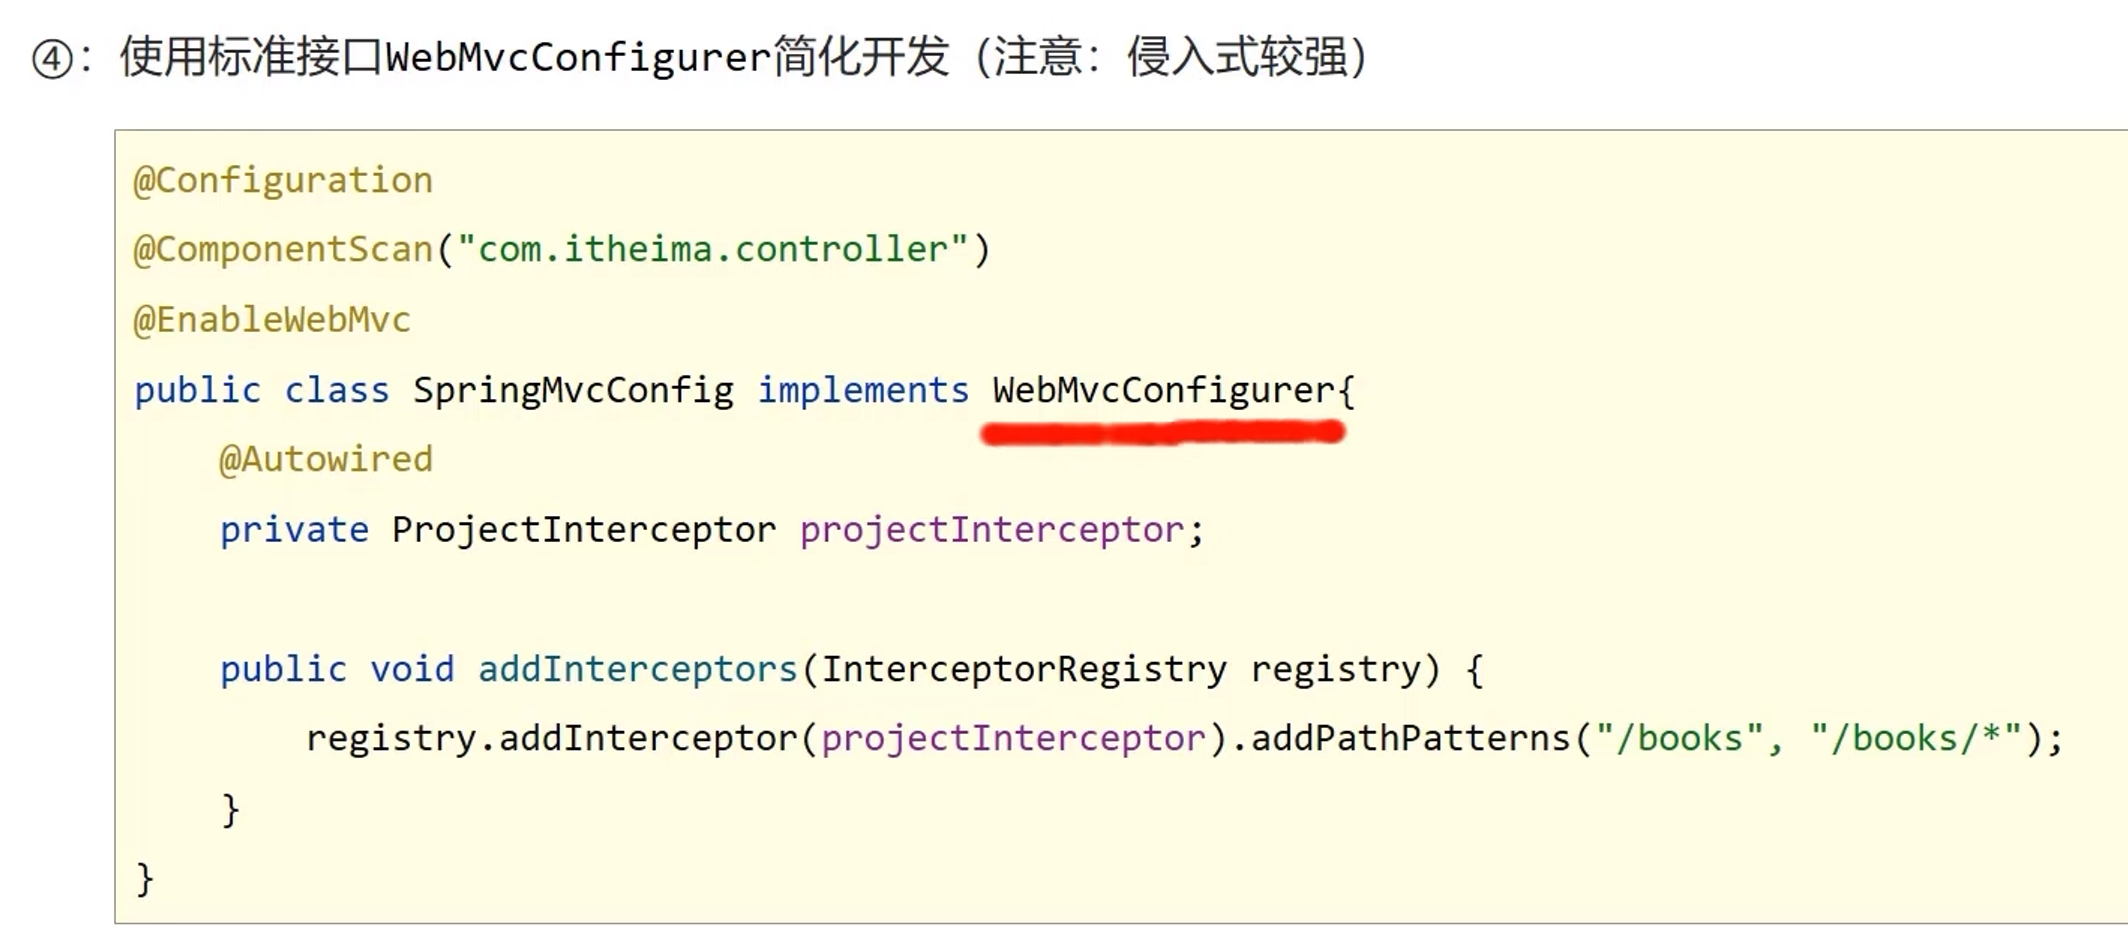 ④：使用标准接口WebMvcConfigurer简化开发（注意：侵入式较强）
@Configuration
@ComponentScan("com.itheima.controller")
@EnableWebMvc
public class SpringMvcConfig implements WebMvcConfigurer{
    @Autowired
    private ProjectInterceptor projectInterceptor;
    public void addInterceptors(InterceptorRegistry registry) {
        registry.addInterceptor(projectInterceptor).addPathPatterns("/books", "/books/*");
    }
}